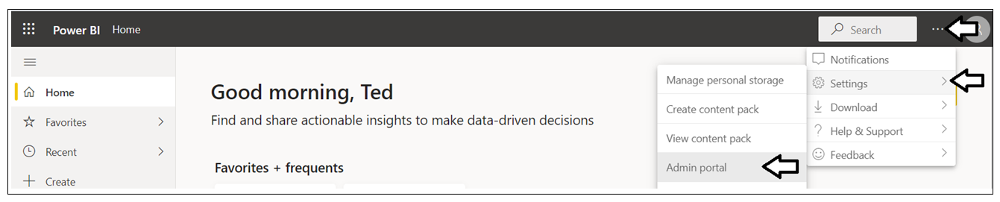 Power BI Home Search ...
Notifications
Manage personal storage Settings
Home Good morning, Ted Create content pack Download
Favorites Find and share actionable insights to make data-driven decisions View content pack Help & Support
Recent Favorites + frequents Admin portal Feedback
Create